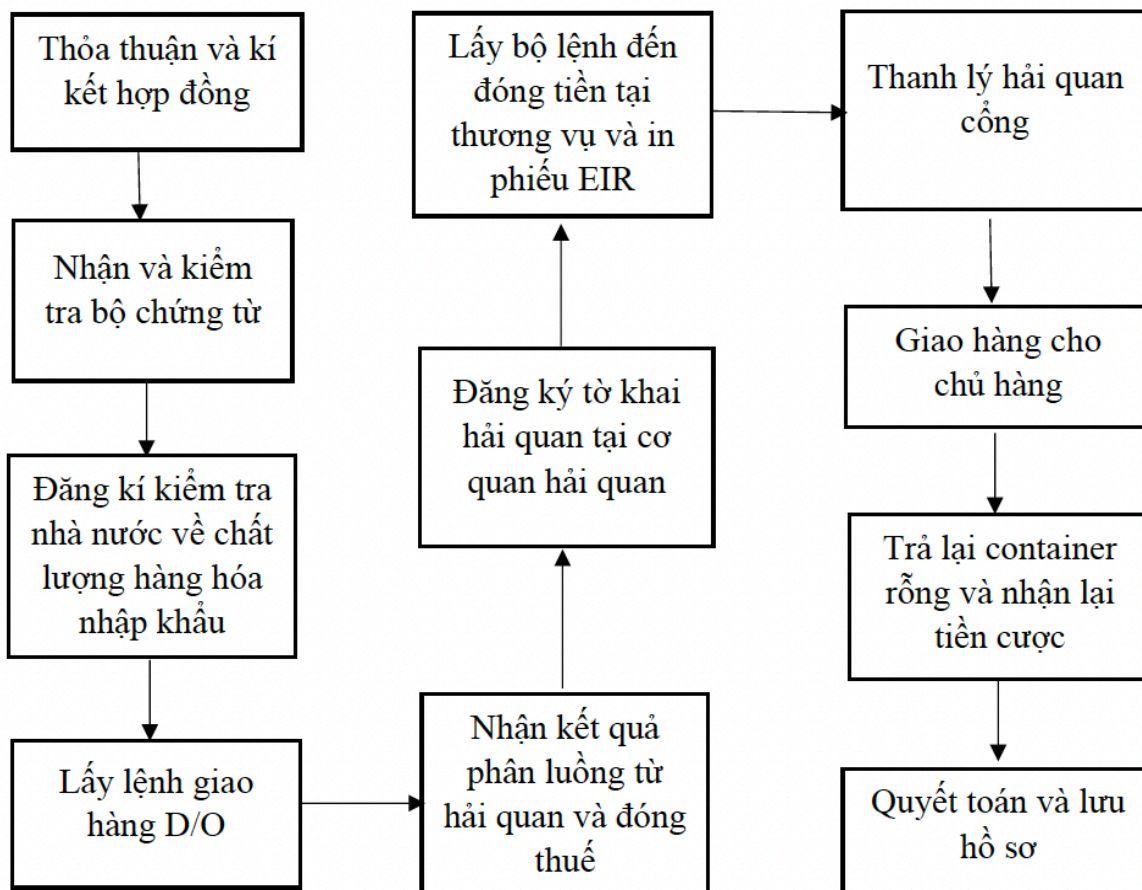 Thỏa thuận và kí
kết hợp đồng
Nhận và kiểm
tra bộ chứng từ
Đăng kí kiểm tra
nhà nước về chất
lượng hàng hóa
nhập khẩu
Lấy lệnh giao
hàng D/O
Nhận kết quả
phân luồng từ
hải quan và đóng
thuế
Đăng ký tờ khai
hải quan tại cơ
quan hải quan
Lấy bộ lệnh đến
đóng tiền tại
thương vụ và in
phiếu EIR
Thanh lý hải quan
cổng
Giao hàng cho
chủ hàng
Trả lại container
rỗng và nhận lại
tiền cược
Quyết toán và lưu
hồ sơ